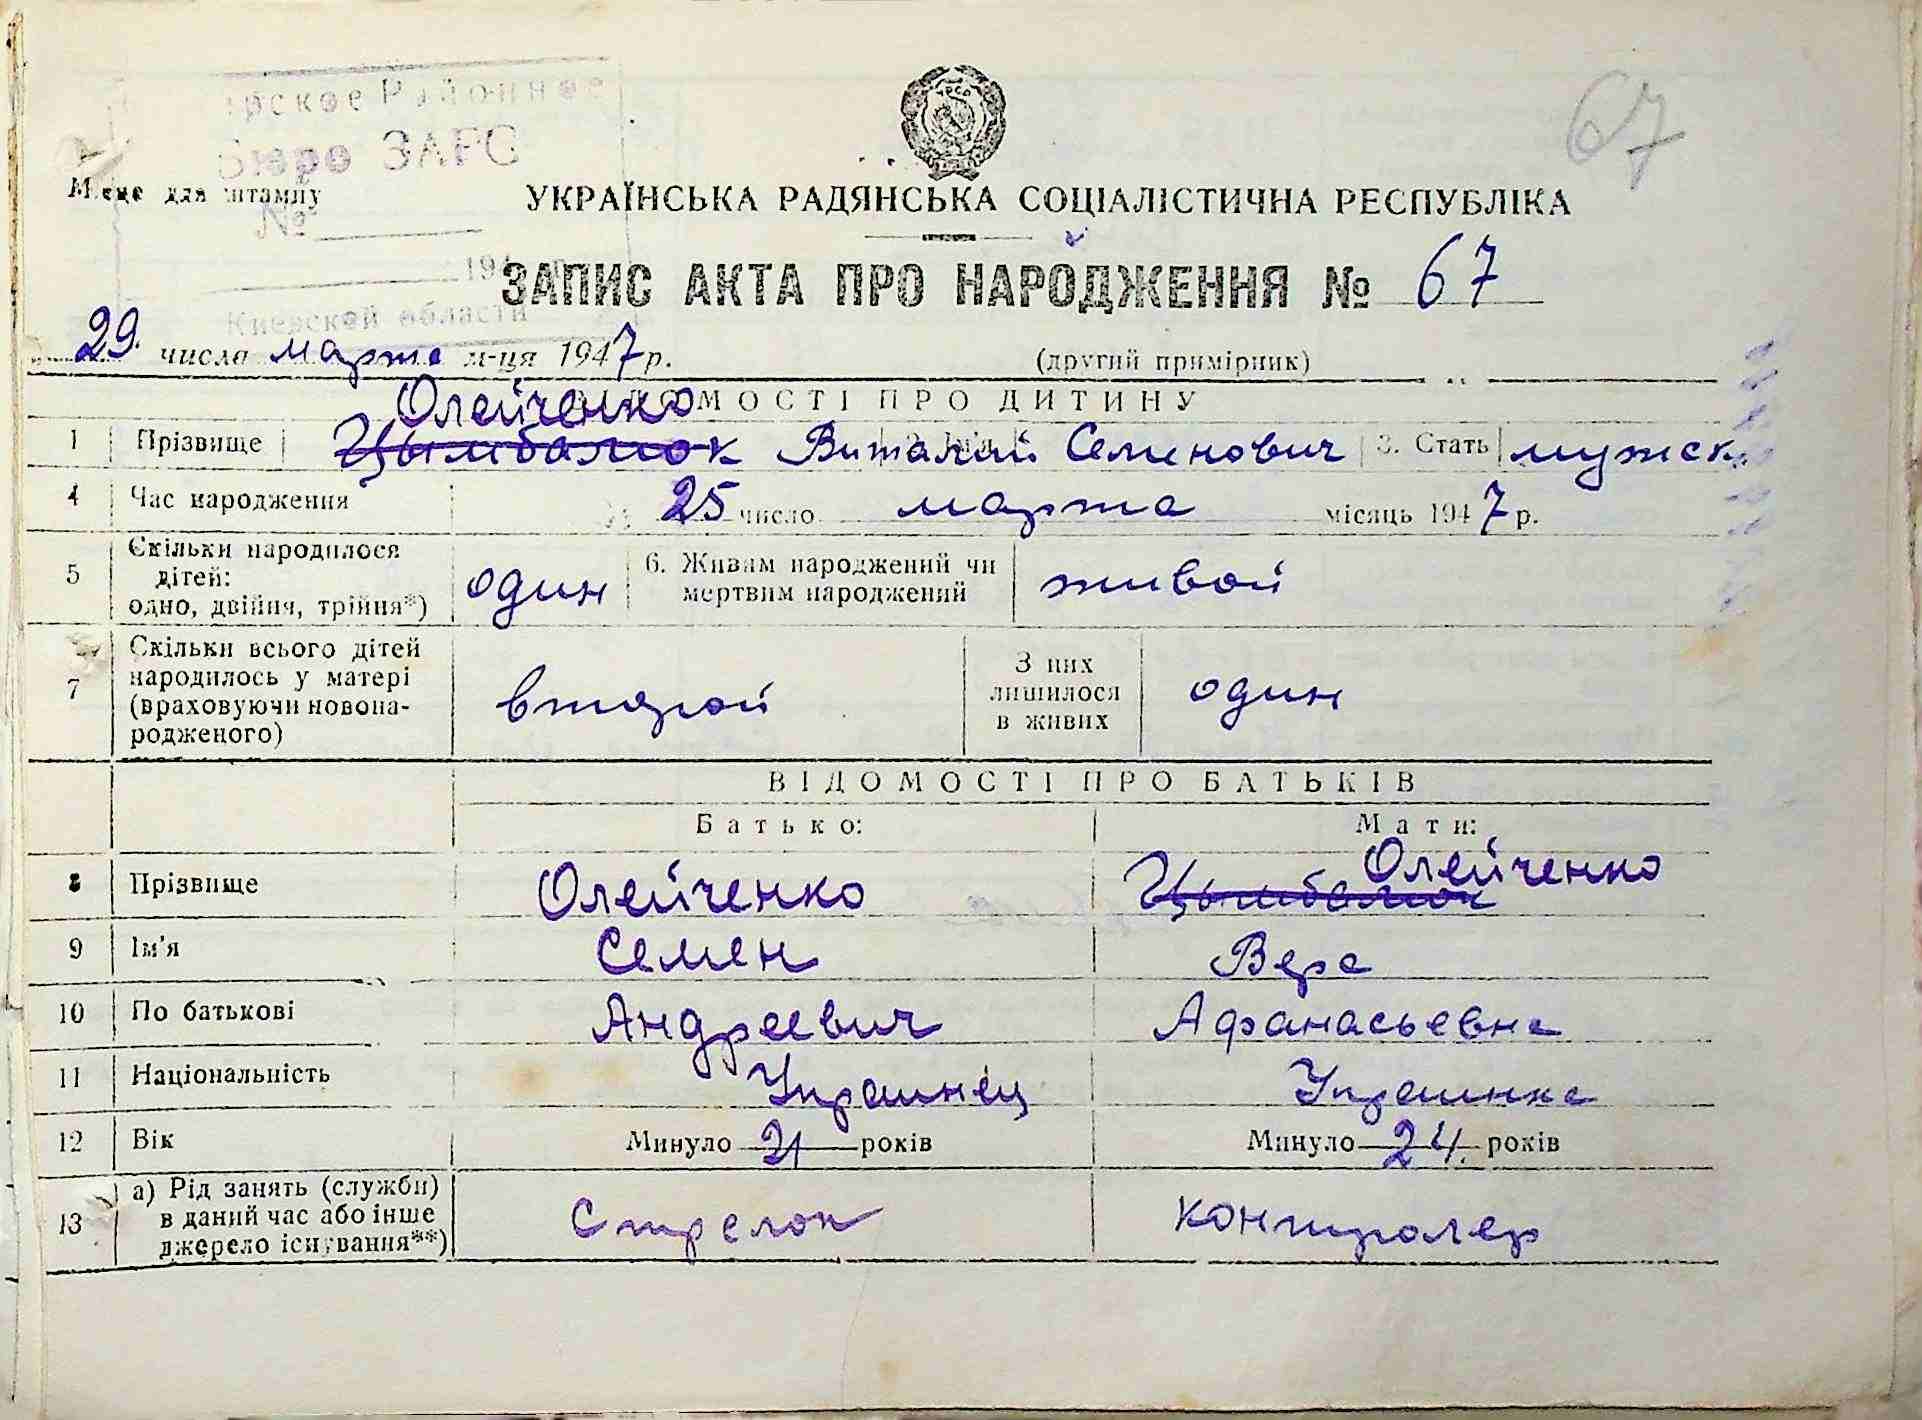 67
Районное
Бюро ЗАГС
Місце для штампу
№
194
Киевской области
УКРАЇНСЬКА РАДЯНСЬКА СОЦІАЛІСТИЧНА РЕСПУБЛІКА
ЗАПИС АКТА ПРО НАРОДЖЕННЯ № 67
29 числа марта м-ця 1947 р. (другий примірник)
ВІДОМОСТІ ПРО ДИТИНУ
Олейченко
1 Прізвище Цымбалюк Виталий Семенович 3. Стать мужск.
4 Час народження 25 число марта місяць 1947 р.
5 Скільки народилося дітей: одно, двійня, трійня*) один 6. Живим народжений чи мертвим народжений живой
7 Скільки всього дітей народилось у матері (враховуючи новонародженого) второй З них лишилося в живих один
ВІДОМОСТІ ПРО БАТЬКІВ
Батько: Мати:
8 Прізвище Олейченко Цымбалюк Олейченко
9 Ім'я Семен Вера
10 По батькові Андреевич Афанасьевна
11 Національність Украинец Украинка
12 Вік Минуло 21 років Минуло 24 років
13 а) Рід занять (служби) в даний час або інше джерело існування**) Стрелок контролер